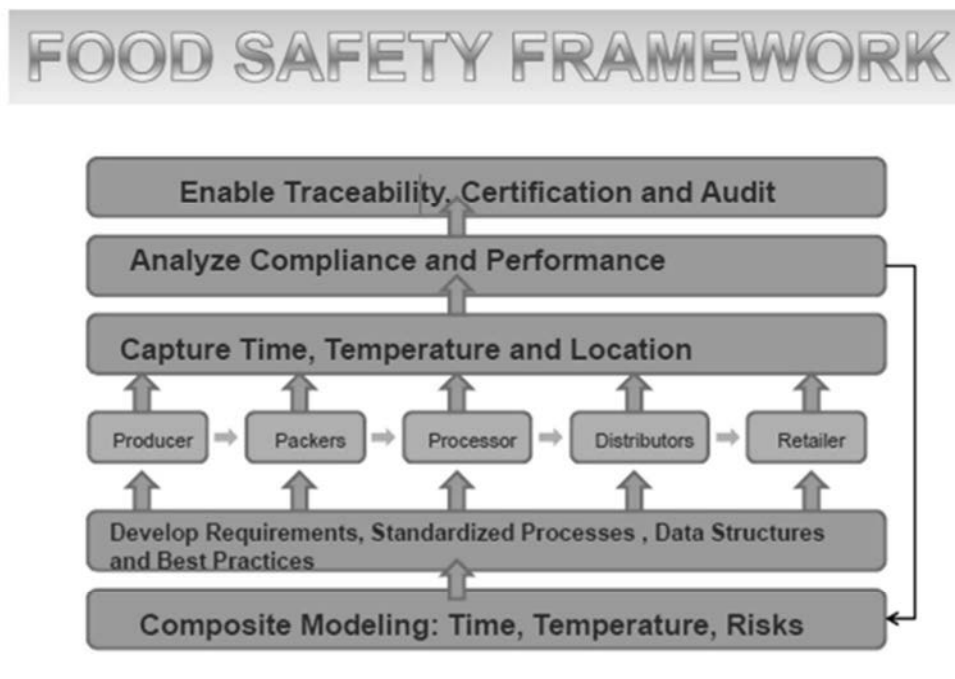 FOOD SAFETY FRAMEWORK
Enable Traceability, Certification and Audit
Analyze Compliance and Performance
Capture Time, Temperature and Location
Producer
Packers
Processor
Distributors
Retailer
Develop Requirements, Standardized Processes , Data Structures
and Best Practices
Composite Modeling: Time, Temperature, Risks